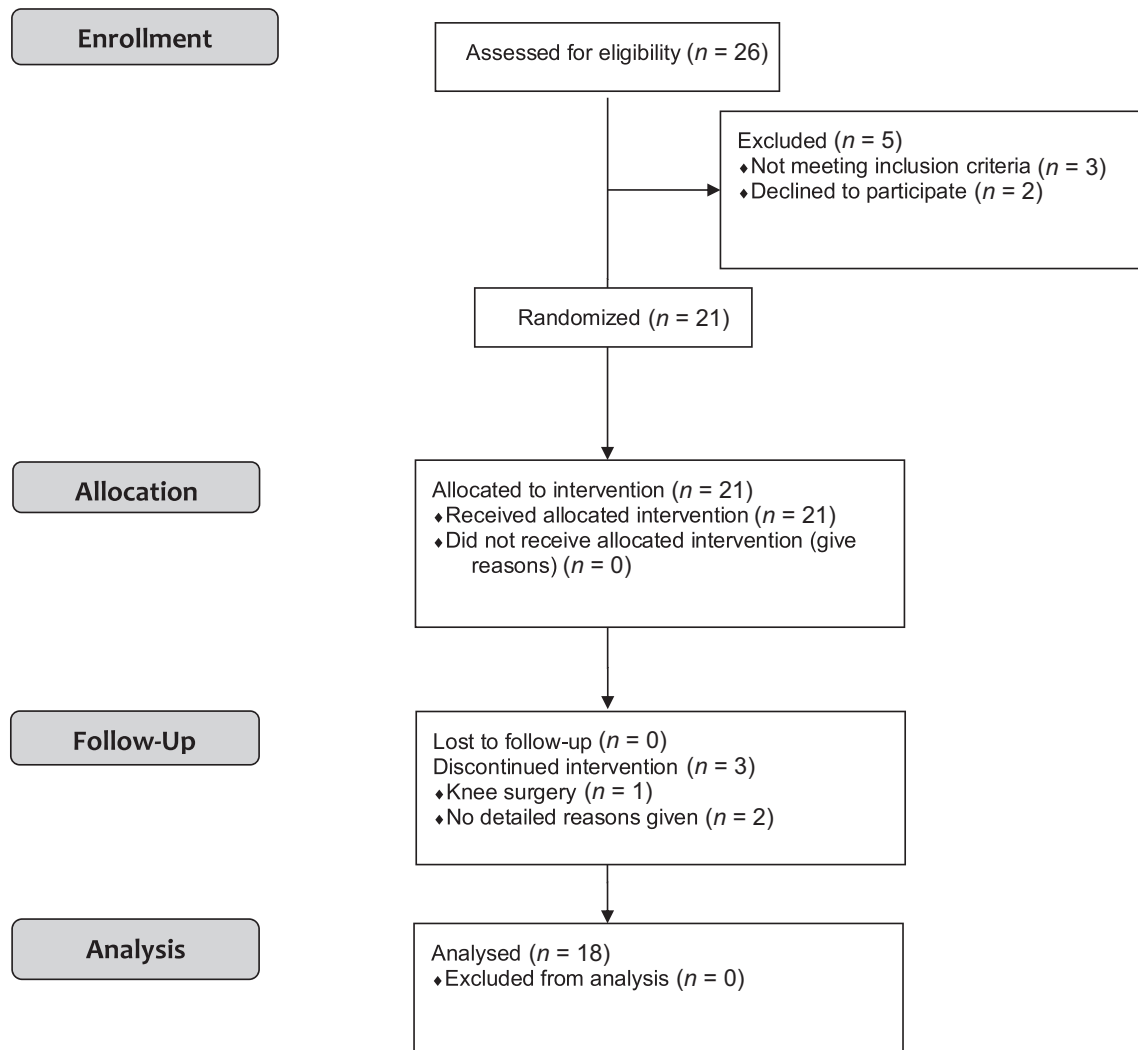 Enrollment
Assessed for eligibility (n = 26)
Excluded (n = 5)
♦Not meeting inclusion criteria (n = 3)
♦Declined to participate (n = 2)
Randomized (n = 21)
Allocation
Allocated to intervention (n = 21)
♦Received allocated intervention (n = 21)
♦Did not receive allocated intervention (give
reasons) (n = 0)
Follow-Up
Lost to follow-up (n = 0)
Discontinued intervention (n = 3)
♦Knee surgery (n = 1)
♦No detailed reasons given (n = 2)
Analysis
Analysed (n = 18)
♦Excluded from analysis (n = 0)